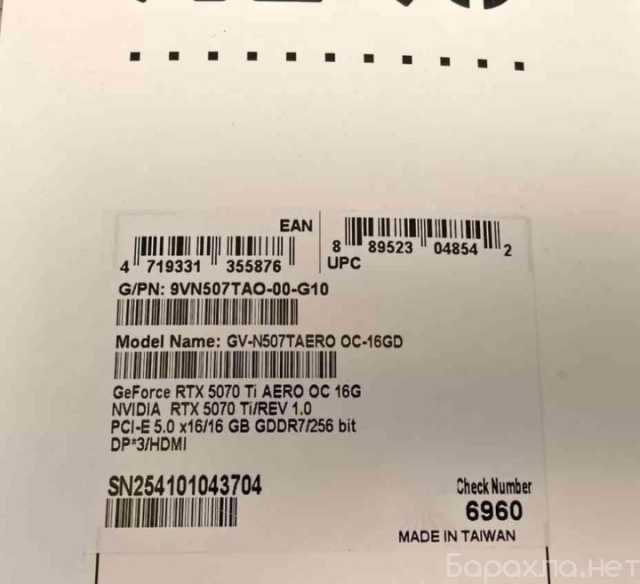 EAN
4 719331 355876
8 89523 04854 2
UPC
G/PN: 9VN507TAO-00-G10
Model Name: GV-N507TAERO OC-16GD
GeForce RTX 5070 Ti AERO OC 16G
NVIDIA RTX 5070 Ti/REV 1.0
PCI-E 5.0 x16/16 GB GDDR7/256 bit
DP*3/HDMI
SN254101043704
Check Number
6960
MADE IN TAIWAN
Барахла.нет